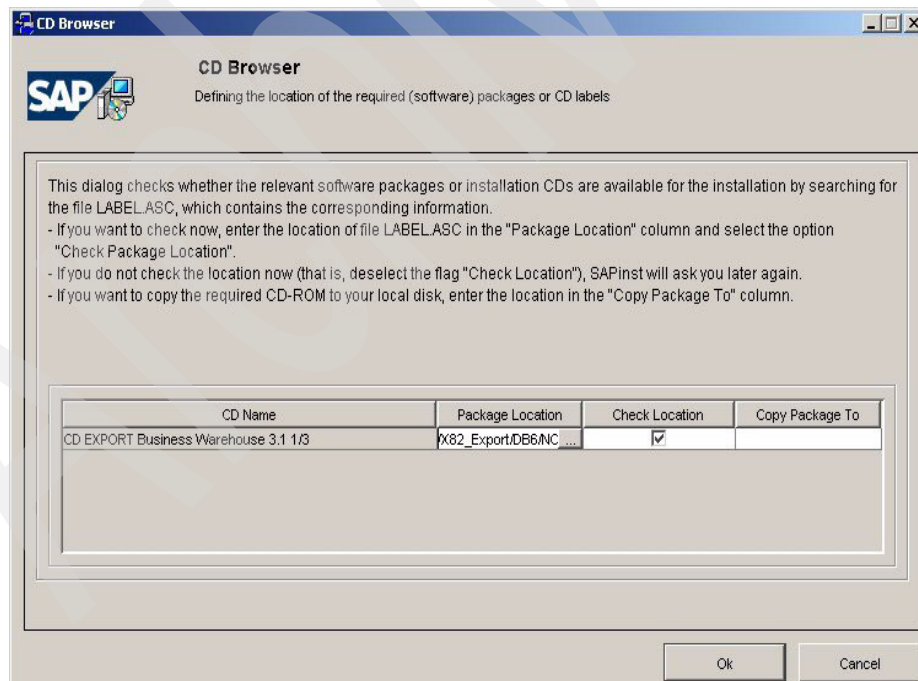 CD Browser
SAP
CD Browser
Defining the location of the required (software) packages or CD labels
This dialog checks whether the relevant software packages or installation CDs are available for the installation by searching for
the file LABEL.ASC, which contains the corresponding information.
- If you want to check now, enter the location of file LABEL.ASC in the "Package Location" column and select the option
"Check Package Location".
- If you do not check the location now (that is, deselect the flag "Check Location"), SAPinst will ask you later again.
- If you want to copy the required CD-ROM to your local disk, enter the location in the "Copy Package To" column.
CD Name Package Location Check Location Copy Package To
CD EXPORT Business Warehouse 3.1 1/3 /X82_Export/DB6/NC ...
Ok Cancel